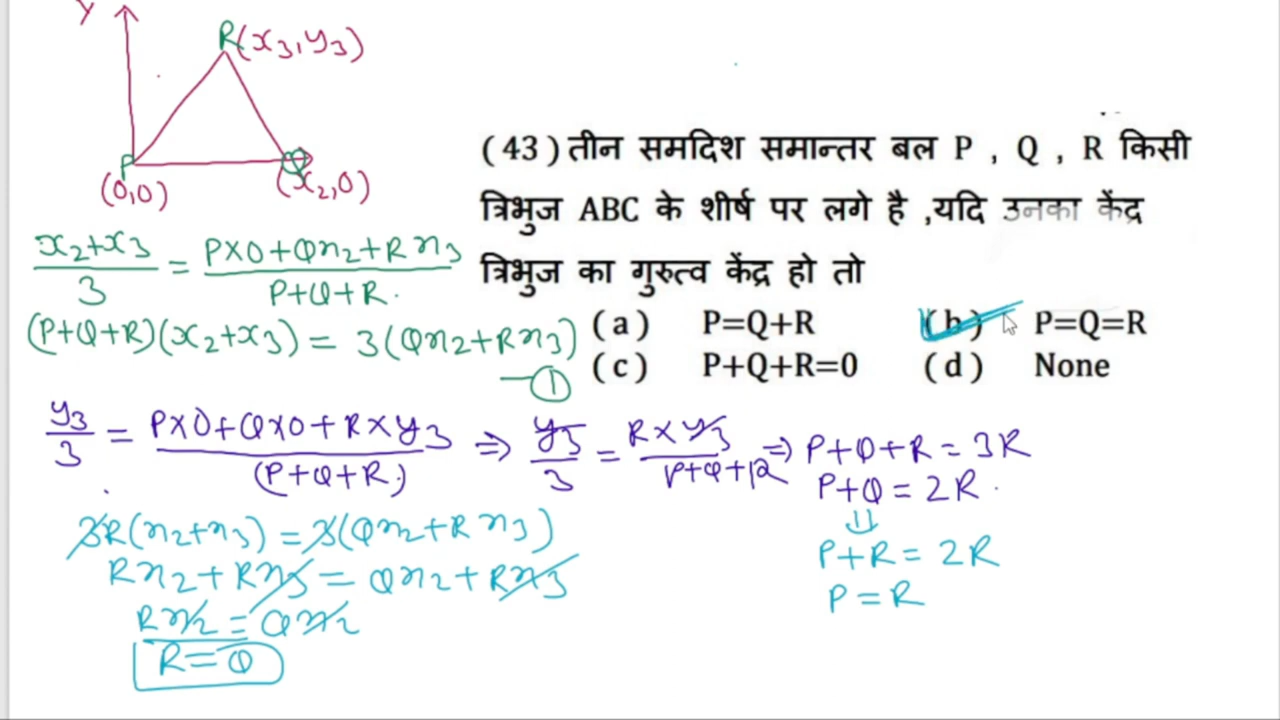 Y
R(x3,y3)
P
Q
(0,0)
(x2,0)
(43) तीन समदिश समान्तर बल P , Q , R किसी
त्रिभुज ABC के शीर्ष पर लगे है ,यदि उनका केंद्र
त्रिभुज का गुरुत्व केंद्र हो तो
(a) P=Q+R (b) P=Q=R
(c) P+Q+R=0 (d) None
x2+x3/3 = P×0+Qx2+Rx3/P+Q+R.
(P+Q+R)(x2+x3) = 3(Qx2+Rx3)
—①
y3/3 = P×0+Q×0+R×y3/(P+Q+R) ⇒ y3/3 = R×y3/P+Q+R ⇒ P+Q+R = 3R
P+Q = 2R
⇓
3R(x2+x3) = 3(Qx2+Rx3)
P+R = 2R
Rx2+Rx3 = Qx2+Rx3
P=R
Rx2 = Qx2
R=Q